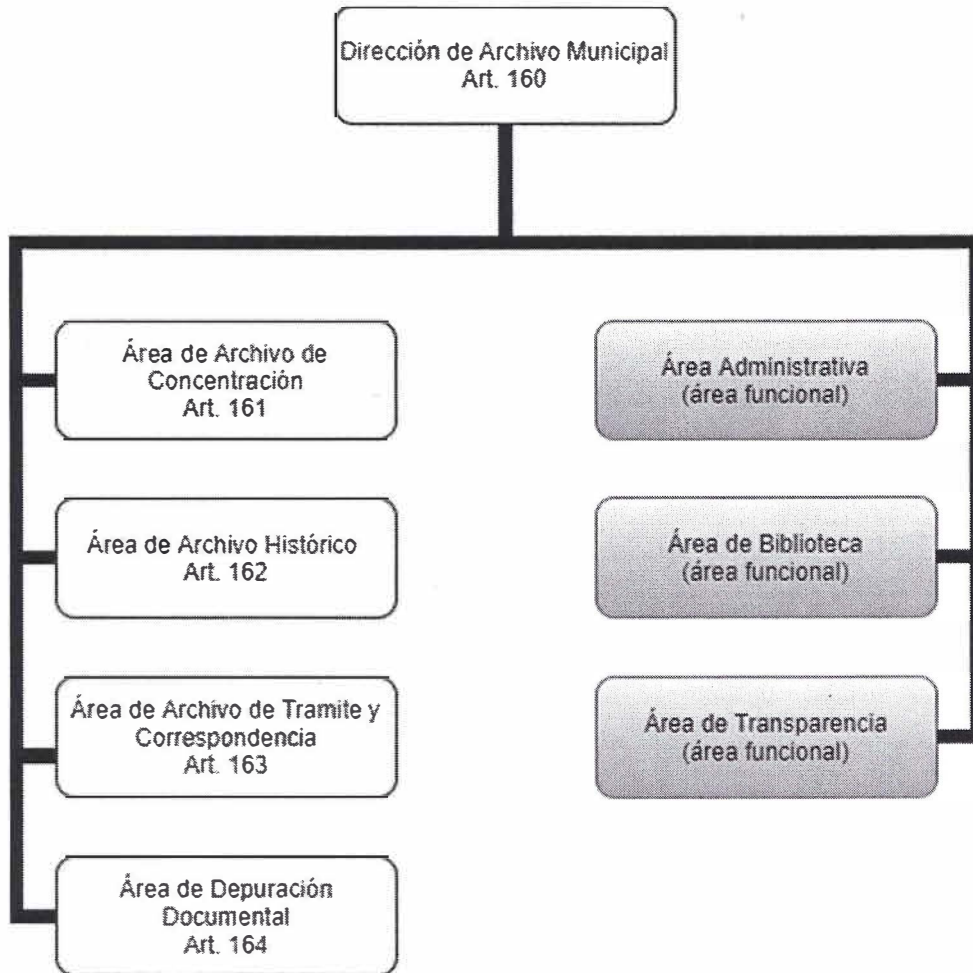 Dirección de Archivo Municipal
Art. 160
Área de Archivo de
Concentración
Art. 161
Área de Archivo Histórico
Art. 162
Área de Archivo de Tramite y
Correspondencia
Art. 163
Área de Depuración
Documental
Art. 164
Área Administrativa
(área funcional)
Área de Biblioteca
(área funcional)
Área de Transparencia
(área funcional)